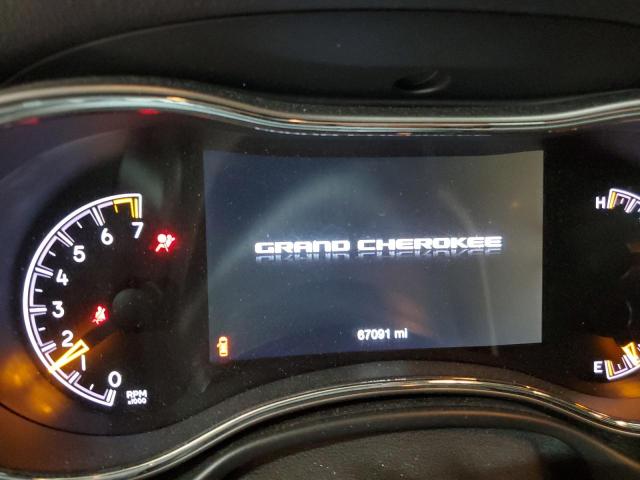 7
6
5
4
3
2
1
0
RPM
x1000
GRAND CHEROKEE
67091 mi
H
E